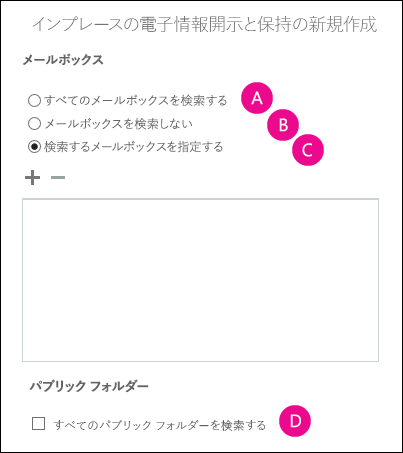 インプレースの電子情報開示と保持の新規作成
メールボックス
すべてのメールボックスを検索する A
メールボックスを検索しない B
検索するメールボックスを指定する C
パブリック フォルダー
すべてのパブリック フォルダーを検索する D